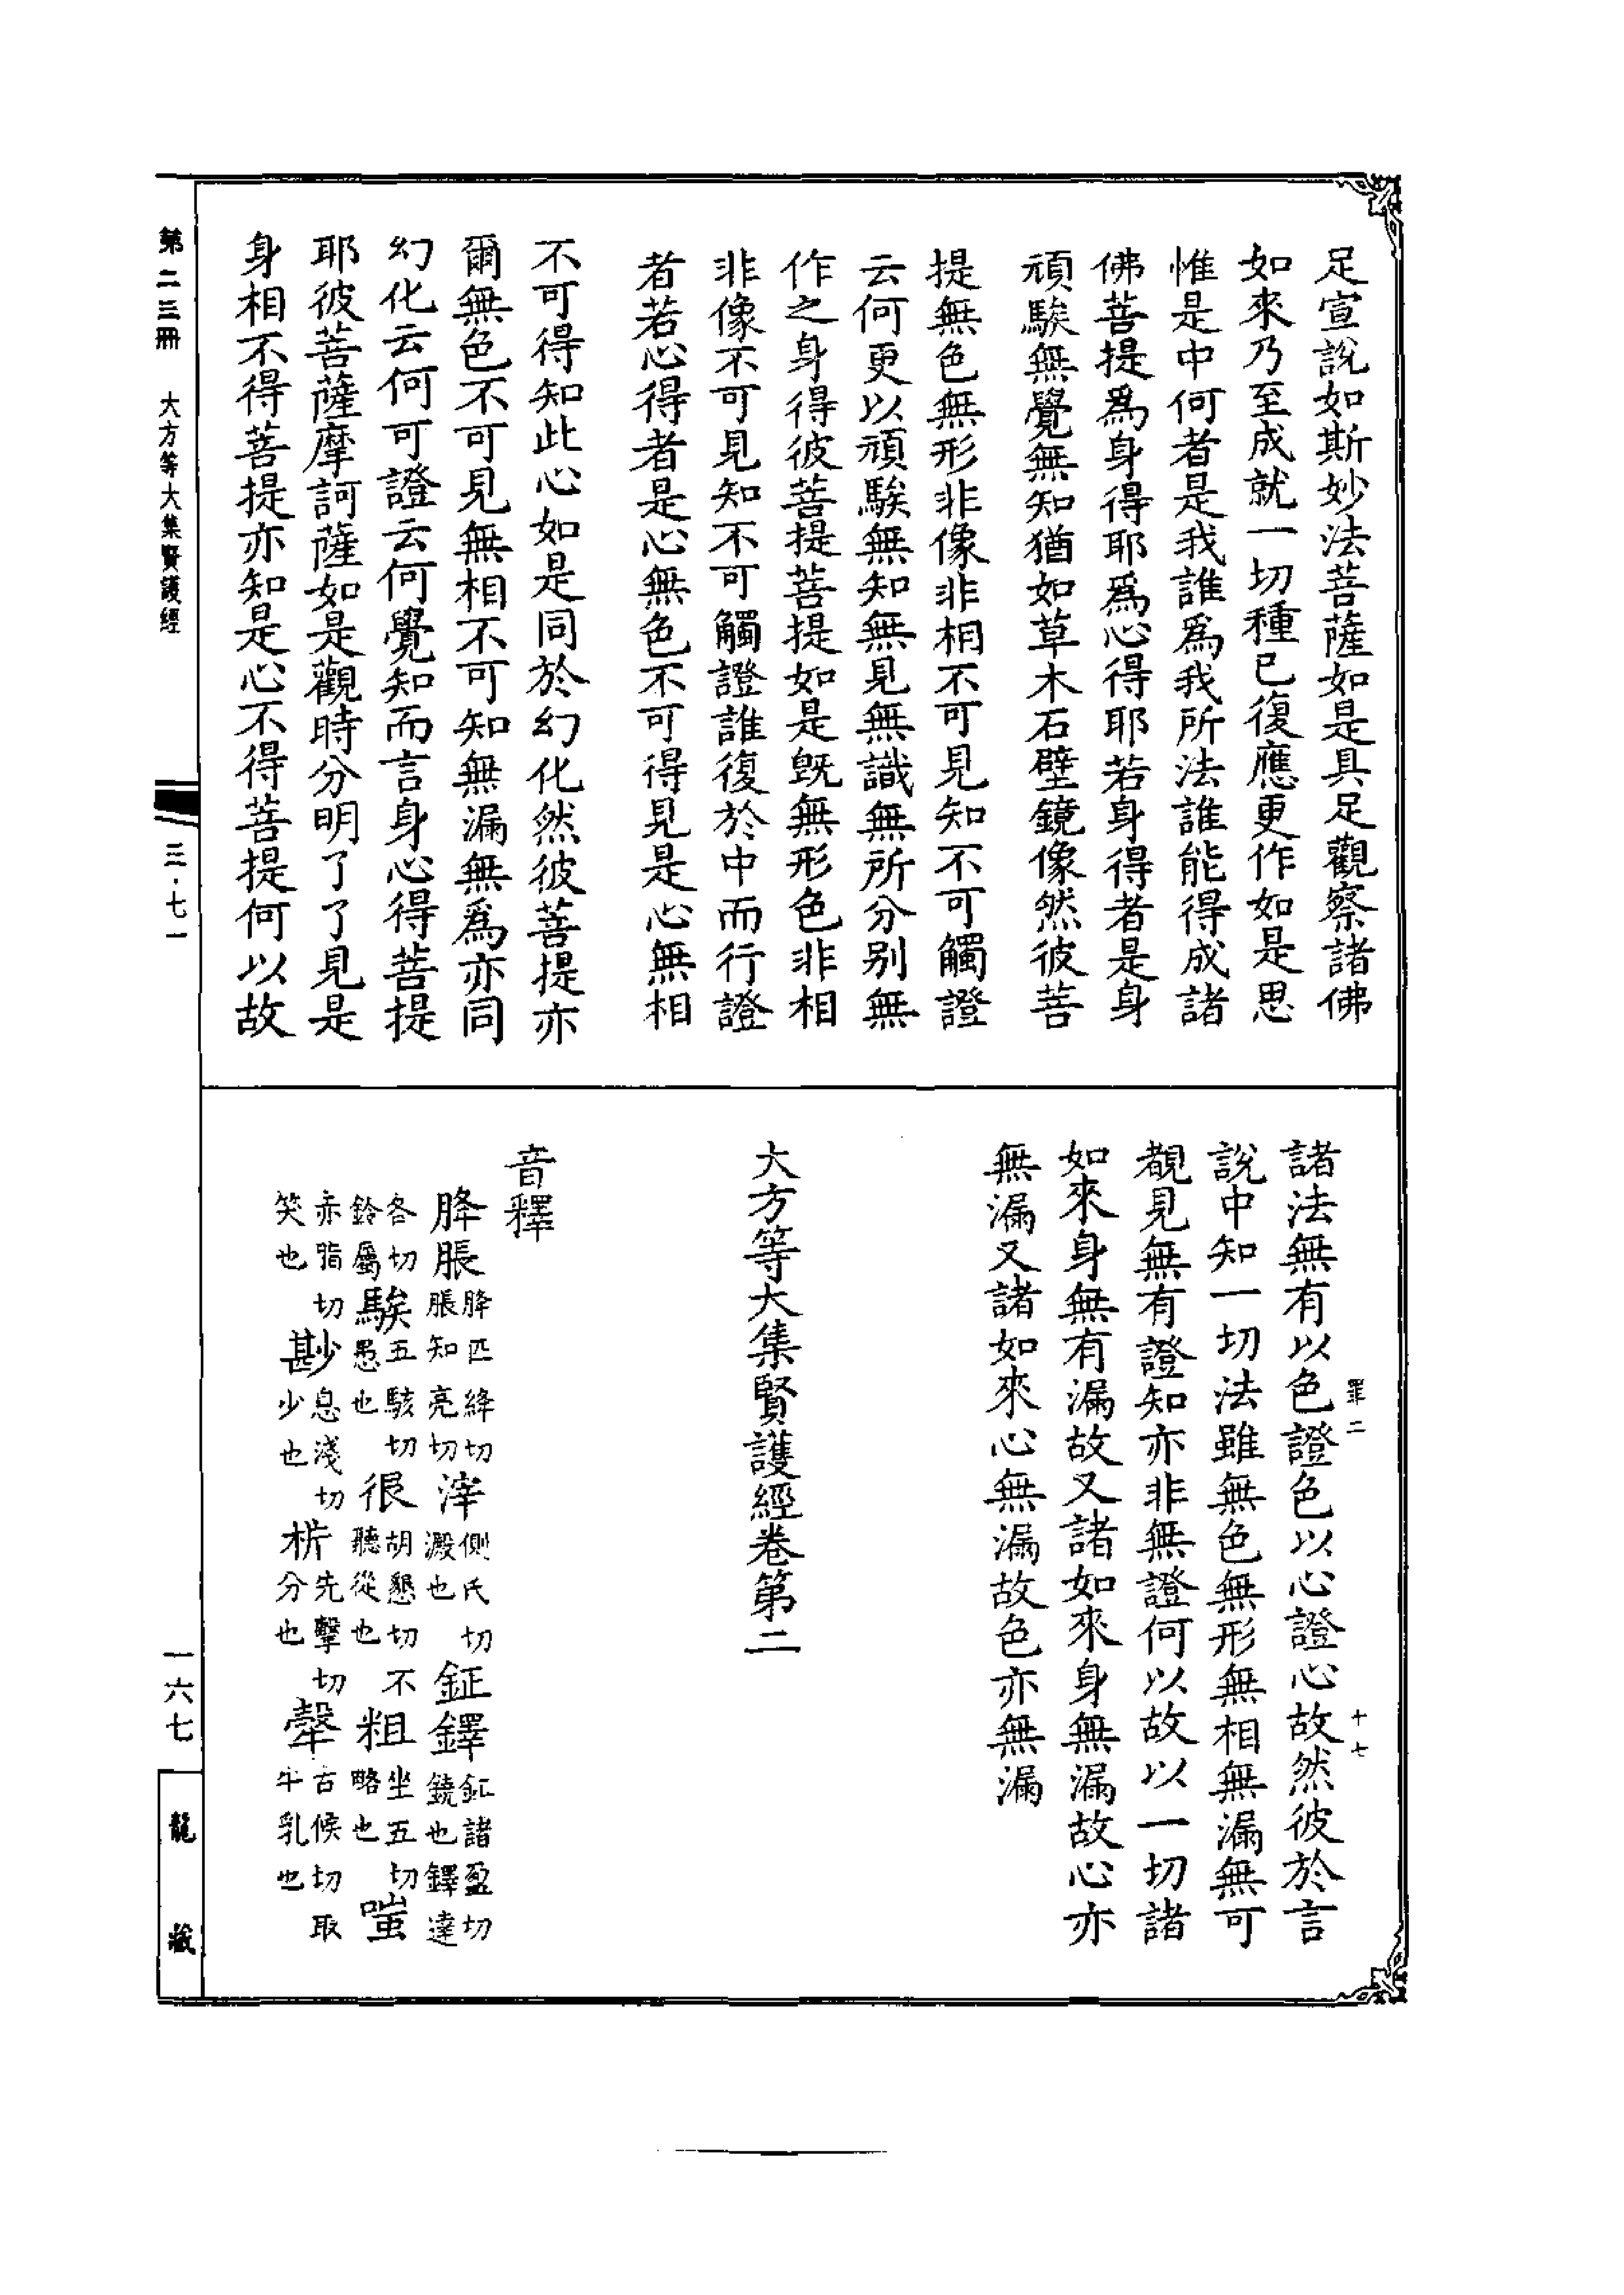 足宣說如斯妙法菩薩如是具足觀察諸佛
如來乃至成就一切種已復應更作如是思
惟是中何者是我誰爲我所法誰能得成諸
佛菩提爲身得耶爲心得耶若身得者是身
頑騃無覺無知猶如草木石壁鏡像然彼菩
提無色無形非像非相不可見知不可觸證
云何更以頑騃無知無見無識無所分別無
作之身得彼菩提菩提如是旣無形色非相
非像不可見知不可觸證誰復於中而行證
者若心得者是心無色不可得見是心無相
不可得知此心如是同於幻化然彼菩提亦
爾無色不可見無相不可知無漏無爲亦同
幻化云何可證云何覺知而言身心得菩提
耶彼菩薩摩訶薩如是觀時分明了了見是
身相不得菩提亦知是心不得菩提何以故
諸法無有以色證色以心證心故然彼於言
說中知一切法雖無色無形無相無漏無可
覩見無有證知亦非無證何以故以一切諸
如來身無有漏故又諸如來身無漏故心亦
無漏又諸如來心無漏故色亦無漏
罪二
十七
大方等大集賢護經卷第二
音釋
胮脹胮匹絳切脹知亮切滓側氏切澱也鉦鐸鉦諸盈切鐃也鐸達
各切鈴屬騃五駭切愚也很胡懇切不聽從也粗坐五切略也嗤
赤脂切笑也尠息淺切少也析先擊切分也㝅古候切取牛乳也
第二三冊
大方等大集賢護經
三·七一
一六七
龍藏